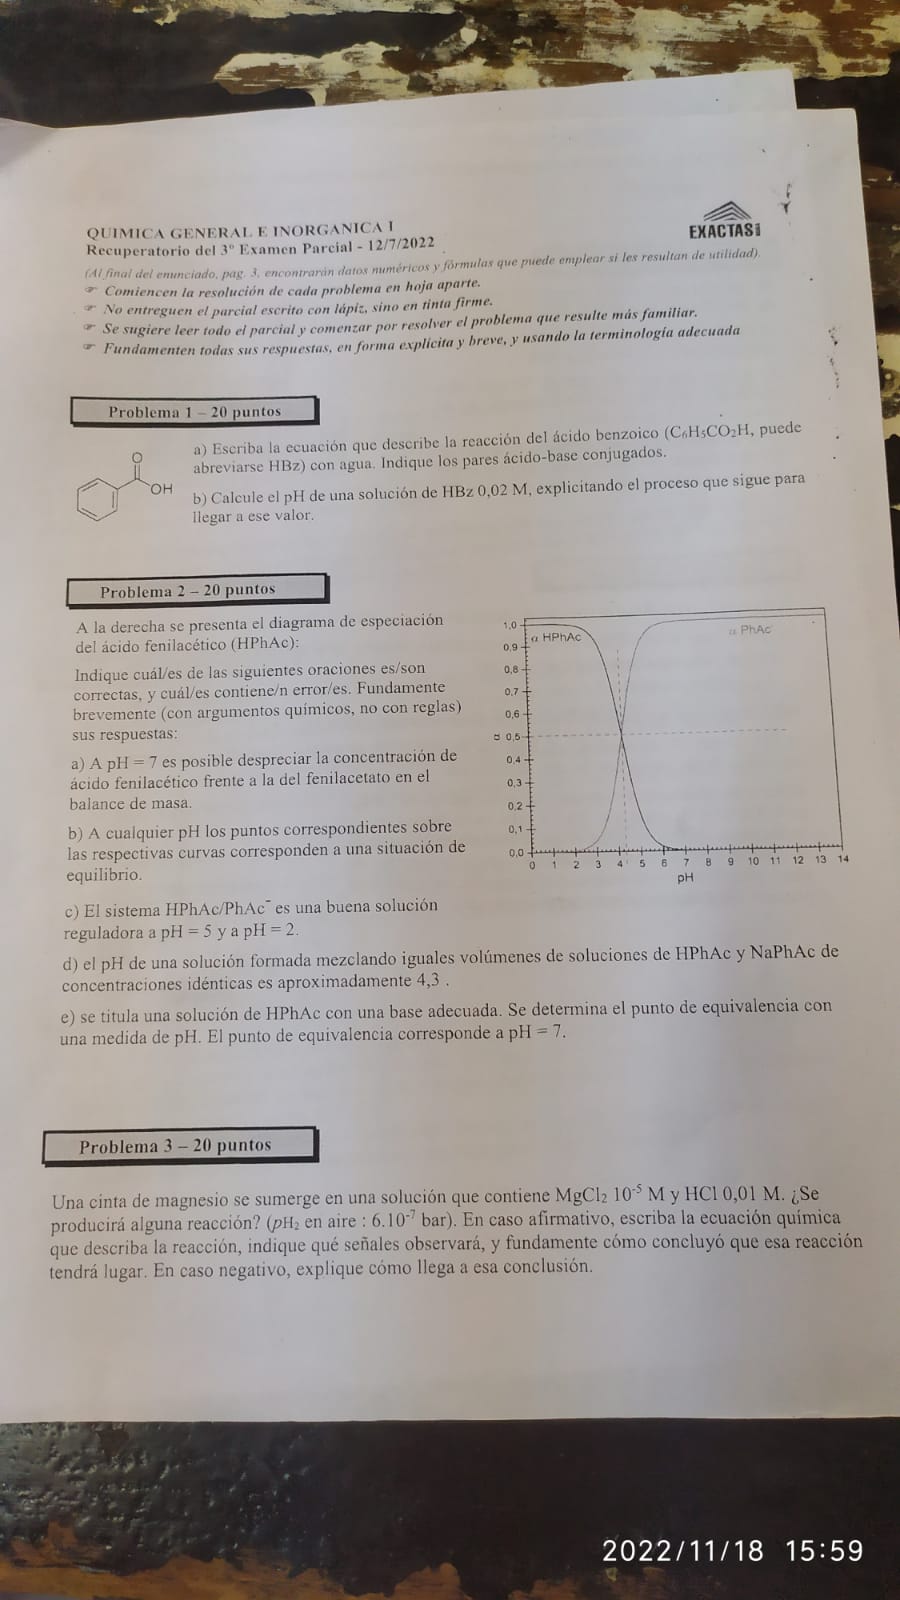 QUIMICA GENERAL E INORGANICA I
EXACTAS
Recuperatorio del 3º Examen Parcial - 12/7/2022
(Al final del enunciado, pag. 3, encontrarán datos numéricos y fórmulas que puede emplear si les resultan de utilidad).
☞ Comiencen la resolución de cada problema en hoja aparte.
☞ No entreguen el parcial escrito con lápiz, sino en tinta firme.
☞ Se sugiere leer todo el parcial y comenzar por resolver el problema que resulte más familiar.
☞ Fundamenten todas sus respuestas, en forma explícita y breve, y usando la terminología adecuada
Problema 1 – 20 puntos
O
OH
a) Escriba la ecuación que describe la reacción del ácido benzoico (C₆H₅CO₂H, puede
abreviarse HBz) con agua. Indique los pares ácido-base conjugados.
b) Calcule el pH de una solución de HBz 0,02 M, explicitando el proceso que sigue para
llegar a ese valor.
Problema 2 – 20 puntos
A la derecha se presenta el diagrama de especiación
del ácido fenilacético (HPhAc):
Indique cuál/es de las siguientes oraciones es/son
correctas, y cuál/es contiene/n error/es. Fundamente
brevemente (con argumentos químicos, no con reglas)
sus respuestas:
a) A pH = 7 es posible despreciar la concentración de
ácido fenilacético frente a la del fenilacetato en el
balance de masa.
b) A cualquier pH los puntos correspondientes sobre
las respectivas curvas corresponden a una situación de
equilibrio.
c) El sistema HPhAc/PhAc⁻ es una buena solución
reguladora a pH = 5 y a pH = 2.
1,0
0,9
0,8
0,7
0,6
α 0,5
0,4
0,3
0,2
0,1
0,0
α HPhAc
α PhAc⁻
0 1 2 3 4 5 6 7 8 9 10 11 12 13 14
pH
d) el pH de una solución formada mezclando iguales volúmenes de soluciones de HPhAc y NaPhAc de
concentraciones idénticas es aproximadamente 4,3 .
e) se titula una solución de HPhAc con una base adecuada. Se determina el punto de equivalencia con
una medida de pH. El punto de equivalencia corresponde a pH = 7.
Problema 3 – 20 puntos
Una cinta de magnesio se sumerge en una solución que contiene MgCl₂ 10⁻⁵ M y HCl 0,01 M. ¿Se
producirá alguna reacción? (pH₂ en aire : 6.10⁻⁷ bar). En caso afirmativo, escriba la ecuación química
que describa la reacción, indique qué señales observará, y fundamente cómo concluyó que esa reacción
tendrá lugar. En caso negativo, explique cómo llega a esa conclusión.
2022/11/18 15:59